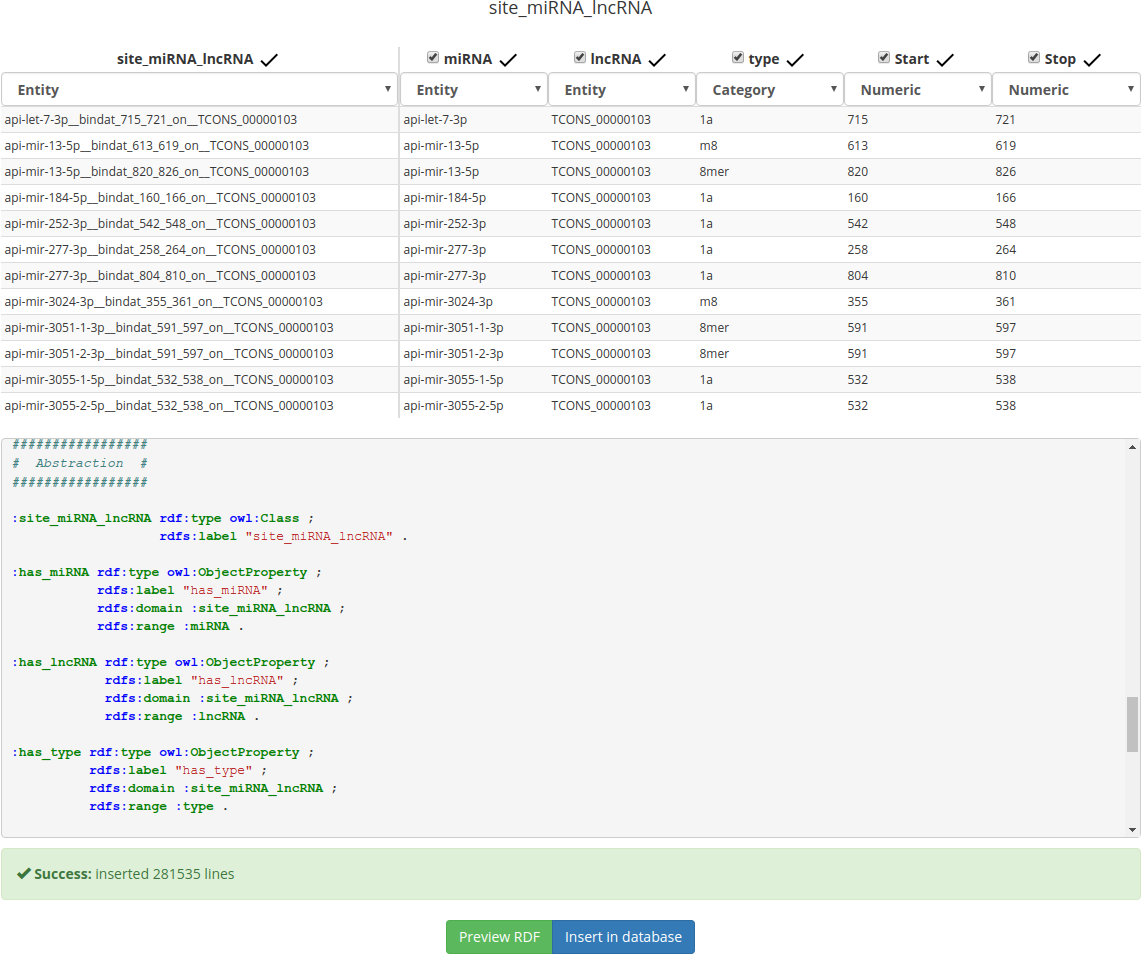 site_miRNA_lncRNA
site_miRNA_lncRNA miRNA lncRNA type Start Stop
Entity Entity Entity Category Numeric Numeric
api-let-7-3p__bindat_715_721_on__TCONS_00000103 api-let-7-3p TCONS_00000103 1a 715 721
api-mir-13-5p__bindat_613_619_on__TCONS_00000103 api-mir-13-5p TCONS_00000103 m8 613 619
api-mir-13-5p__bindat_820_826_on__TCONS_00000103 api-mir-13-5p TCONS_00000103 8mer 820 826
api-mir-184-5p__bindat_160_166_on__TCONS_00000103 api-mir-184-5p TCONS_00000103 1a 160 166
api-mir-252-3p__bindat_542_548_on__TCONS_00000103 api-mir-252-3p TCONS_00000103 1a 542 548
api-mir-277-3p__bindat_258_264_on__TCONS_00000103 api-mir-277-3p TCONS_00000103 1a 258 264
api-mir-277-3p__bindat_804_810_on__TCONS_00000103 api-mir-277-3p TCONS_00000103 1a 804 810
api-mir-3024-3p__bindat_355_361_on__TCONS_00000103 api-mir-3024-3p TCONS_00000103 m8 355 361
api-mir-3051-1-3p__bindat_591_597_on__TCONS_00000103 api-mir-3051-1-3p TCONS_00000103 8mer 591 597
api-mir-3051-2-3p__bindat_591_597_on__TCONS_00000103 api-mir-3051-2-3p TCONS_00000103 8mer 591 597
api-mir-3055-1-5p__bindat_532_538_on__TCONS_00000103 api-mir-3055-1-5p TCONS_00000103 1a 532 538
api-mir-3055-2-5p__bindat_532_538_on__TCONS_00000103 api-mir-3055-2-5p TCONS_00000103 1a 532 538
#################
#  Abstraction  #
#################
:site_miRNA_lncRNA rdf:type owl:Class ;
rdfs:label "site_miRNA_lncRNA" .
:has_miRNA rdf:type owl:ObjectProperty ;
rdfs:label "has_miRNA" ;
rdfs:domain :site_miRNA_lncRNA ;
rdfs:range :miRNA .
:has_lncRNA rdf:type owl:ObjectProperty ;
rdfs:label "has_lncRNA" ;
rdfs:domain :site_miRNA_lncRNA ;
rdfs:range :lncRNA .
:has_type rdf:type owl:ObjectProperty ;
rdfs:label "has_type" ;
rdfs:domain :site_miRNA_lncRNA ;
rdfs:range :type .
Success: inserted 281535 lines
Preview RDF Insert in database